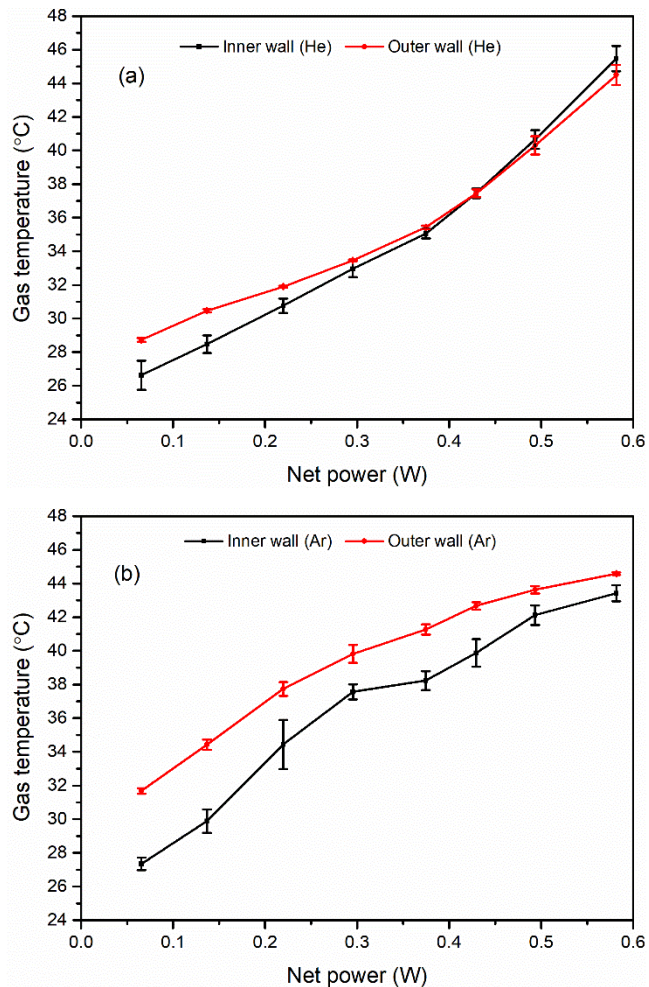 48
46
44
42
40
38
36
34
32
30
28
26
24
Gas temperature (°C)
Inner wall (He) Outer wall (He)
(a)
0.0 0.1 0.2 0.3 0.4 0.5 0.6
Net power (W)
48
46
44
42
40
38
36
34
32
30
28
26
24
Gas temperature (°C)
Inner wall (Ar) Outer wall (Ar)
(b)
0.0 0.1 0.2 0.3 0.4 0.5 0.6
Net power (W)